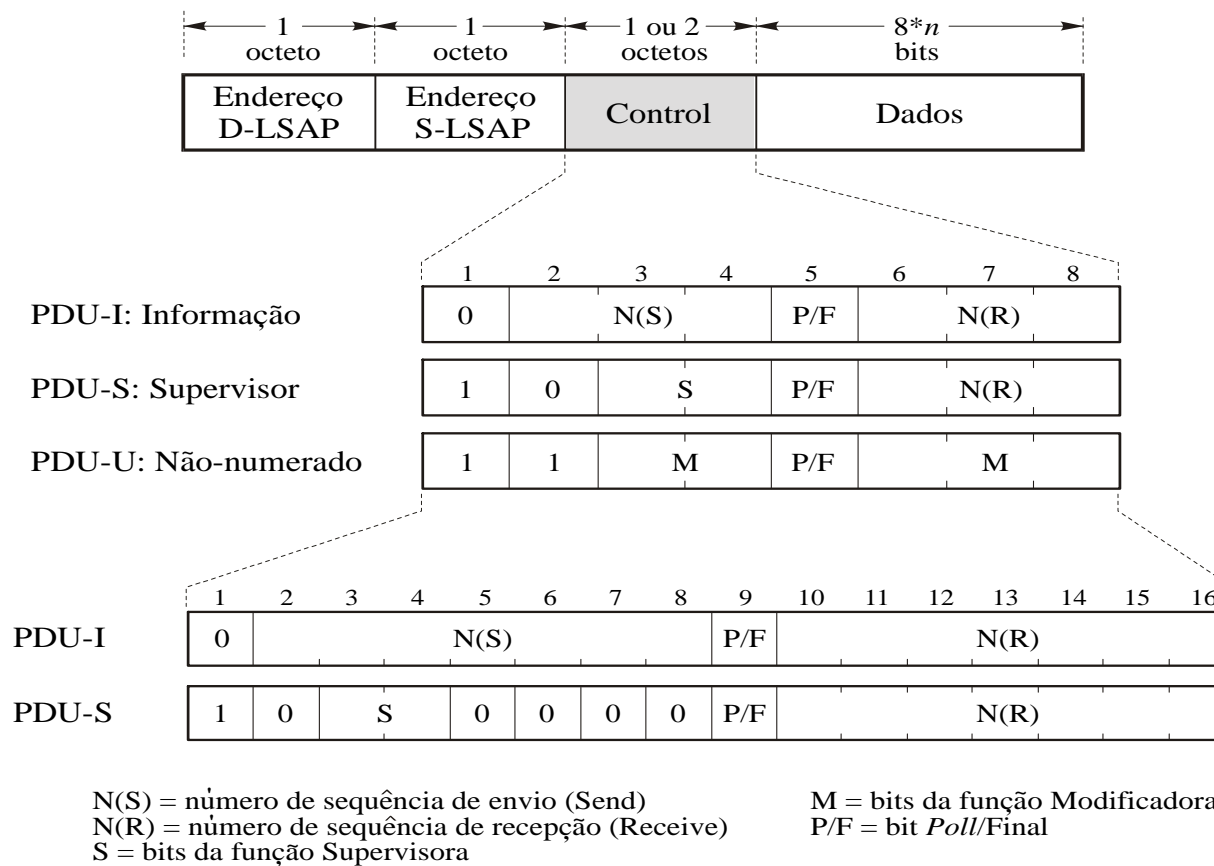 1 1 1 ou 2 8*n
octeto octeto octetos bits
Endereço Endereço Control Dados
D-LSAP S-LSAP
1 2 3 4 5 6 7 8
PDU-I: Informação 0 N(S) P/F N(R)
PDU-S: Supervisor 1 0 S P/F N(R)
PDU-U: Não-numerado 1 1 M P/F M
1 2 3 4 5 6 7 8 9 10 11 12 13 14 15 16
PDU-I 0 N(S) P/F N(R)
PDU-S 1 0 S 0 0 0 0 P/F N(R)
N(S) = número de sequência de envio (Send) M = bits da função Modificadora
N(R) = número de sequência de recepção (Receive) P/F = bit Poll/Final
S = bits da função Supervisora